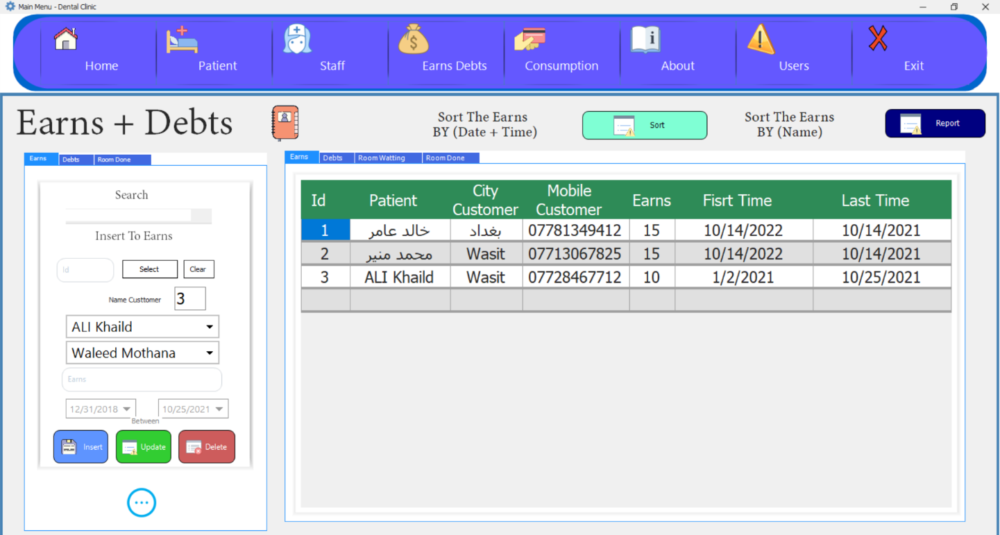 Main Menu - Dental Clinic
Home
Patient
Staff
Earns Debts
Consumption
About
Users
Exit
Earns + Debts
Sort The Earns
BY (Date + Time)
Sort
Sort The Earns
BY (Name)
Report
Earns Debts Room Done
Search
Insert To Earns
Id Select Clear
Name Custtomer 3
ALI Khaild
Waleed Mothana
Earns
12/31/2018 10/25/2021
Between
Insert Update Delete
Earns Debts Room Watting Room Done
Id Patient City Customer Mobile Customer Earns Fisrt Time Last Time
1 خالد عامر بغداد 07781349412 15 10/14/2022 10/14/2021
2 محمد منير Wasit 07713067825 15 10/14/2022 10/14/2021
3 ALI Khaild Wasit 07728467712 10 1/2/2021 10/25/2021